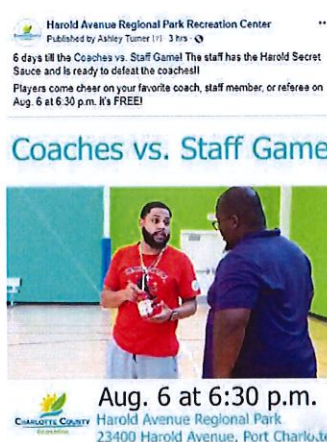 Harold Avenue Regional Park Recreation Center
Published by Ashley Turner [?] · 3 hrs ·
6 days till the Coaches vs. Staff Game! The staff has the Harold Secret
Sauce and is ready to defeat the coaches!!
Players come cheer on your favorite coach, staff member, or referee on
Aug. 6 at 6:30 p.m. it's FREE!
Coaches vs. Staff Game
Aug. 6 at 6:30 p.m.
CHARLOTTE COUNTY
Harold Avenue Regional Park
23400 Harold Avenue, Port Charlotte